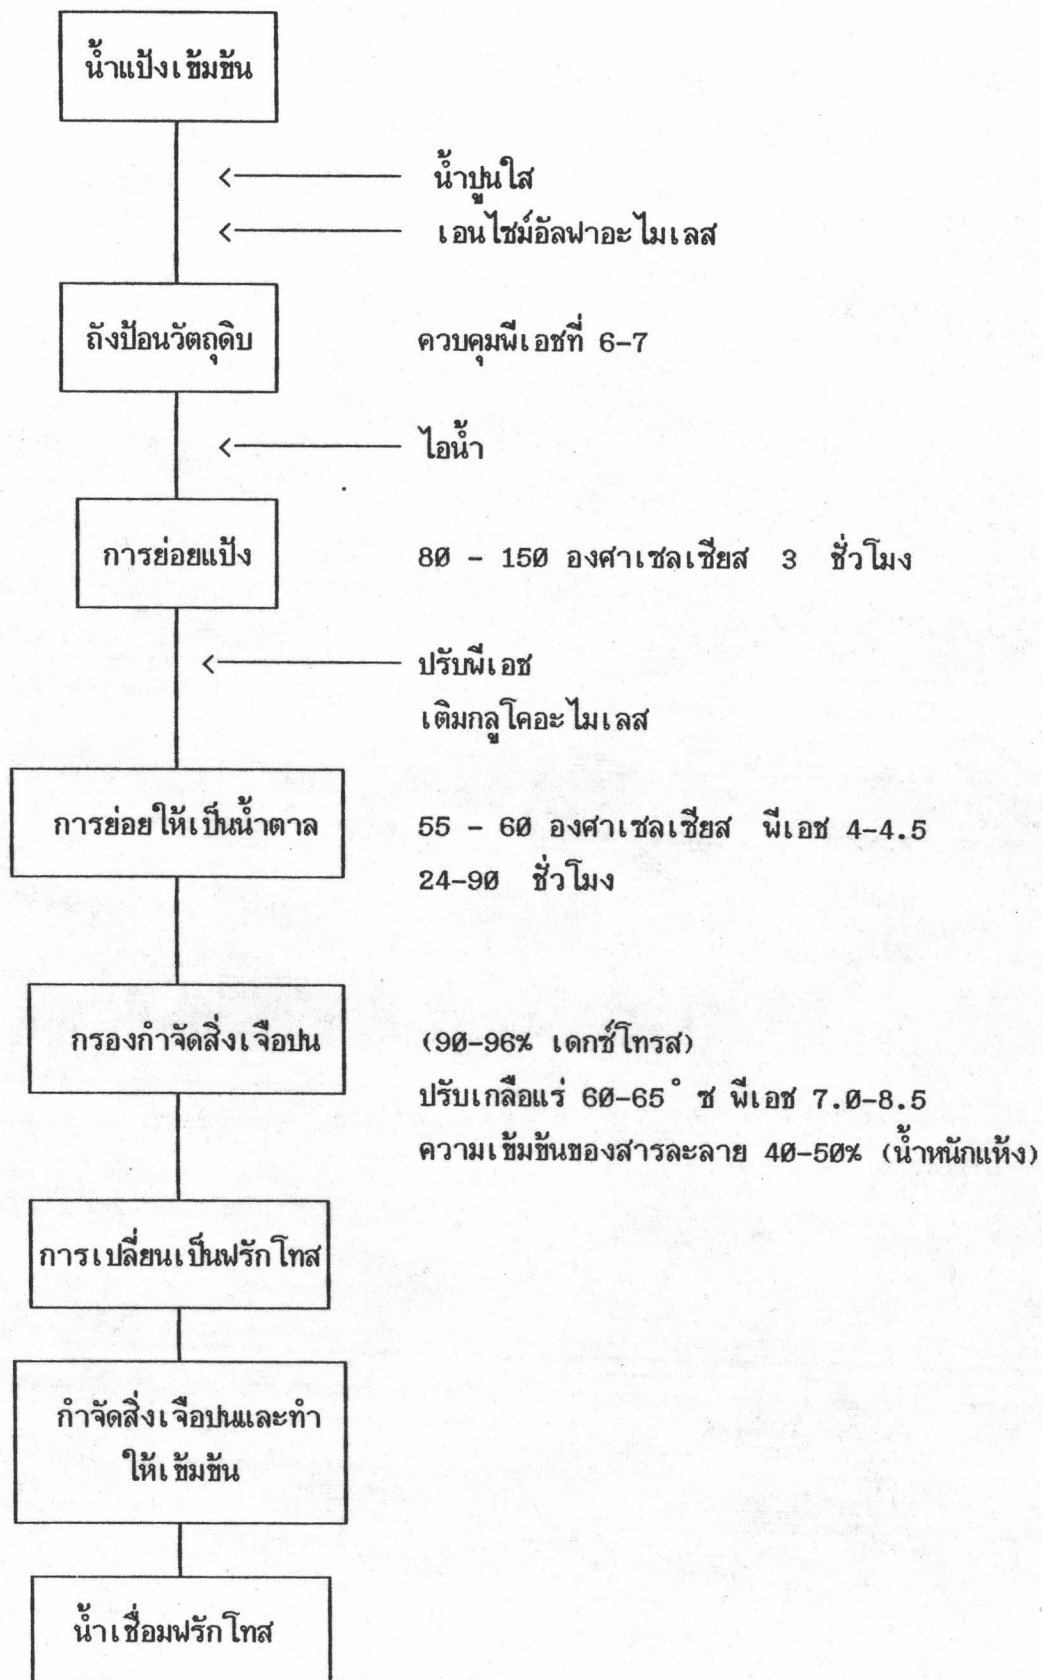 น้ำแป้งเข้มข้น
น้ำปูนใส
เอนไซม์อัลฟาอะไมเลส
ถังป้อนวัตถุดิบ
ควบคุมพีเอชที่ 6-7
ไอน้ำ
การย่อยแป้ง
80 - 150 องศาเซลเซียส 3 ชั่วโมง
ปรับพีเอช
เติมกลูโคอะไมเลส
การย่อยให้เป็นน้ำตาล
55 - 60 องศาเซลเซียส พีเอช 4-4.5
24-90 ชั่วโมง
กรองกำจัดสิ่งเจือปน
(90-96% เดกซ์โทรส)
ปรับเกลือแร่ 60-65 °ซ พีเอช 7.0-8.5
ความเข้มข้นของสารละลาย 40-50% (น้ำหนักแห้ง)
การเปลี่ยนเป็นฟรักโทส
กำจัดสิ่งเจือปนและทำ
ให้เข้มข้น
น้ำเชื่อมฟรักโทส